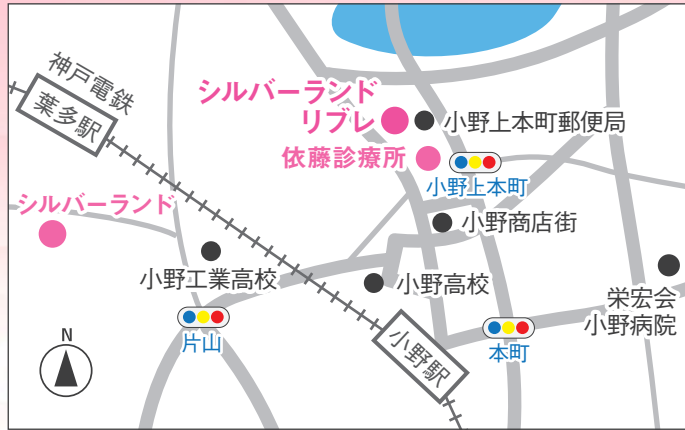 神戸電鉄
葉多駅
シルバーランド
リブレ
小野上本町郵便局
依藤診療所
小野上本町
シルバーランド
小野商店街
小野工業高校
小野高校
栄宏会
小野病院
片山
小野駅
本町
N